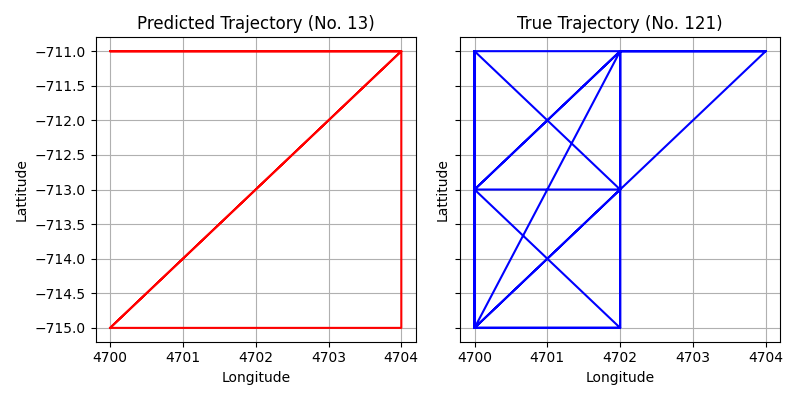 Predicted Trajectory (No. 13)
−711.0
−711.5
−712.0
−712.5
−713.0
−713.5
−714.0
−714.5
−715.0
Lattitude
4700 4701 4702 4703 4704
Longitude
True Trajectory (No. 121)
Lattitude
4700 4701 4702 4703 4704
Longitude